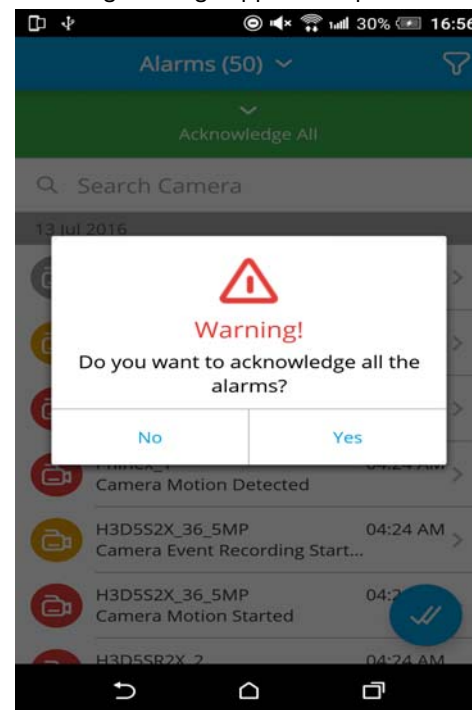 30% 16:56
Alarms (50)
Acknowledge All
Search Camera
13 Jul 2016
Warning!
Do you want to acknowledge all the
alarms?
No Yes
Camera Motion Detected
H3D5S2X_36_5MP 04:24 AM
Camera Event Recording Start...
H3D5S2X_36_5MP
Camera Motion Started
H3D5SR2X_2 04:24 AM